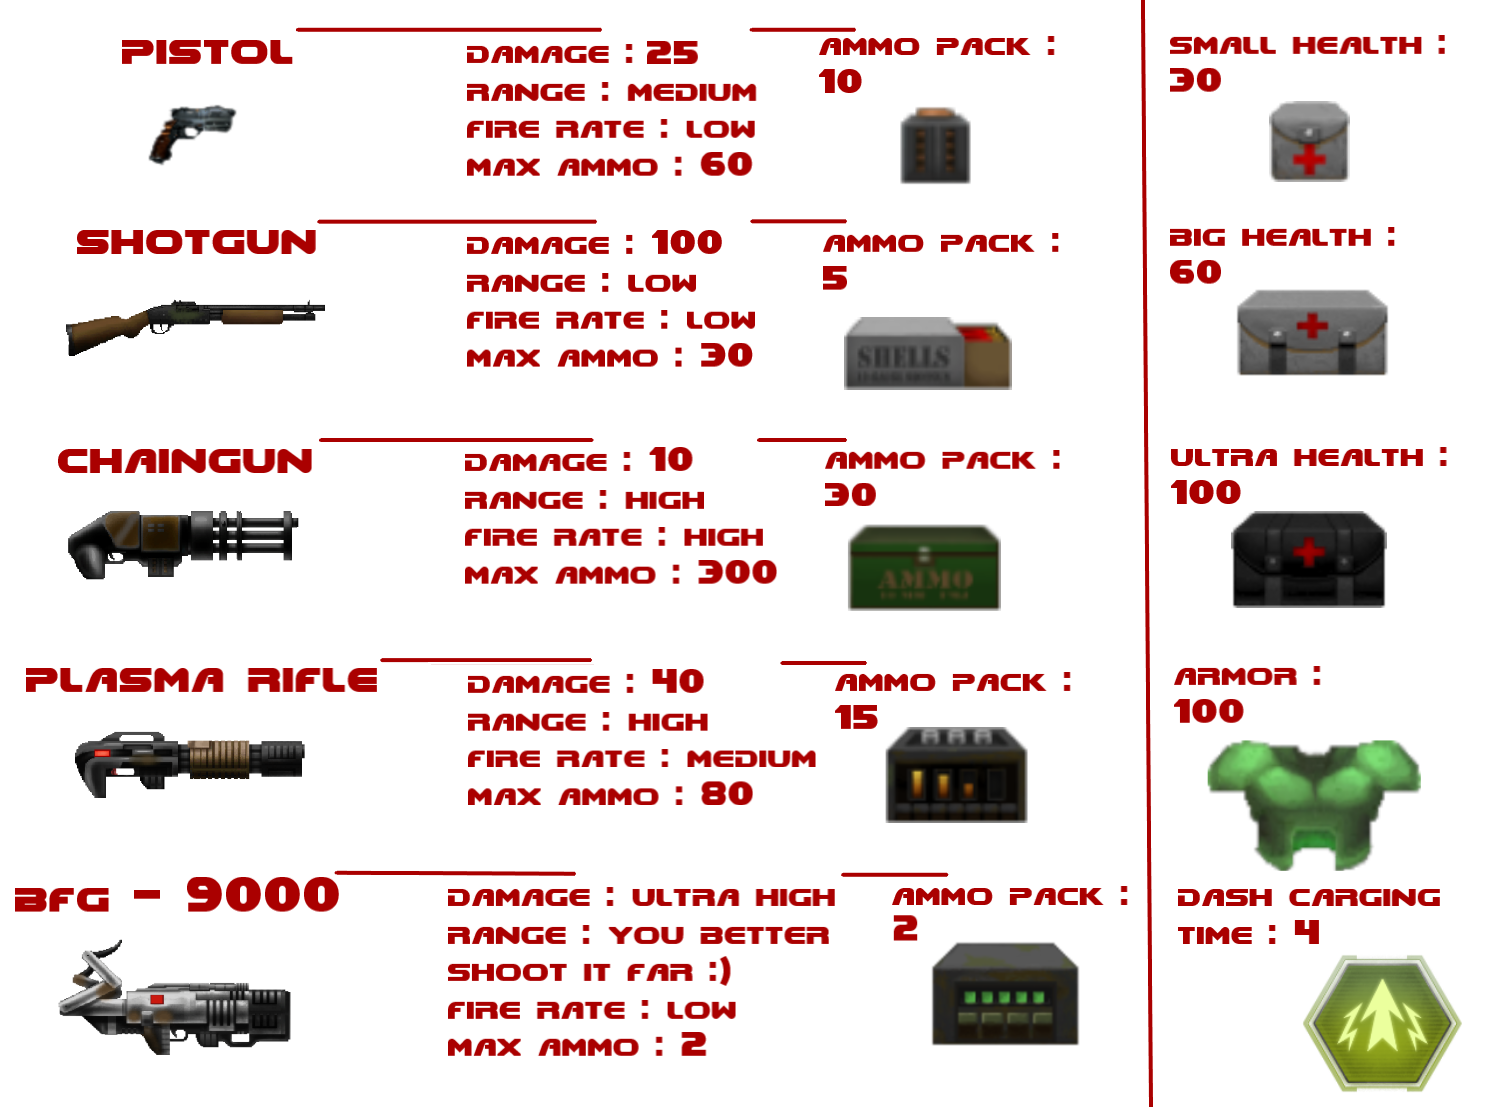 PISTOL
DAMAGE : 25
RANGE : MEDIUM
FIRE RATE : LOW
MAX AMMO : 60
AMMO PACK :
10
SHOTGUN
DAMAGE : 100
RANGE : LOW
FIRE RATE : LOW
MAX AMMO : 30
AMMO PACK :
5
SHELLS
CHAINGUN
DAMAGE : 10
RANGE : HIGH
FIRE RATE : HIGH
MAX AMMO : 300
AMMO PACK :
30
AMMO
PLASMA RIFLE
DAMAGE : 40
RANGE : HIGH
FIRE RATE : MEDIUM
MAX AMMO : 80
AMMO PACK :
15
BFG - 9000
DAMAGE : ULTRA HIGH
RANGE : YOU BETTER
SHOOT IT FAR :)
FIRE RATE : LOW
MAX AMMO : 2
AMMO PACK :
2
SMALL HEALTH :
30
BIG HEALTH :
60
ULTRA HEALTH :
100
ARMOR :
100
DASH CARGING
TIME : 4